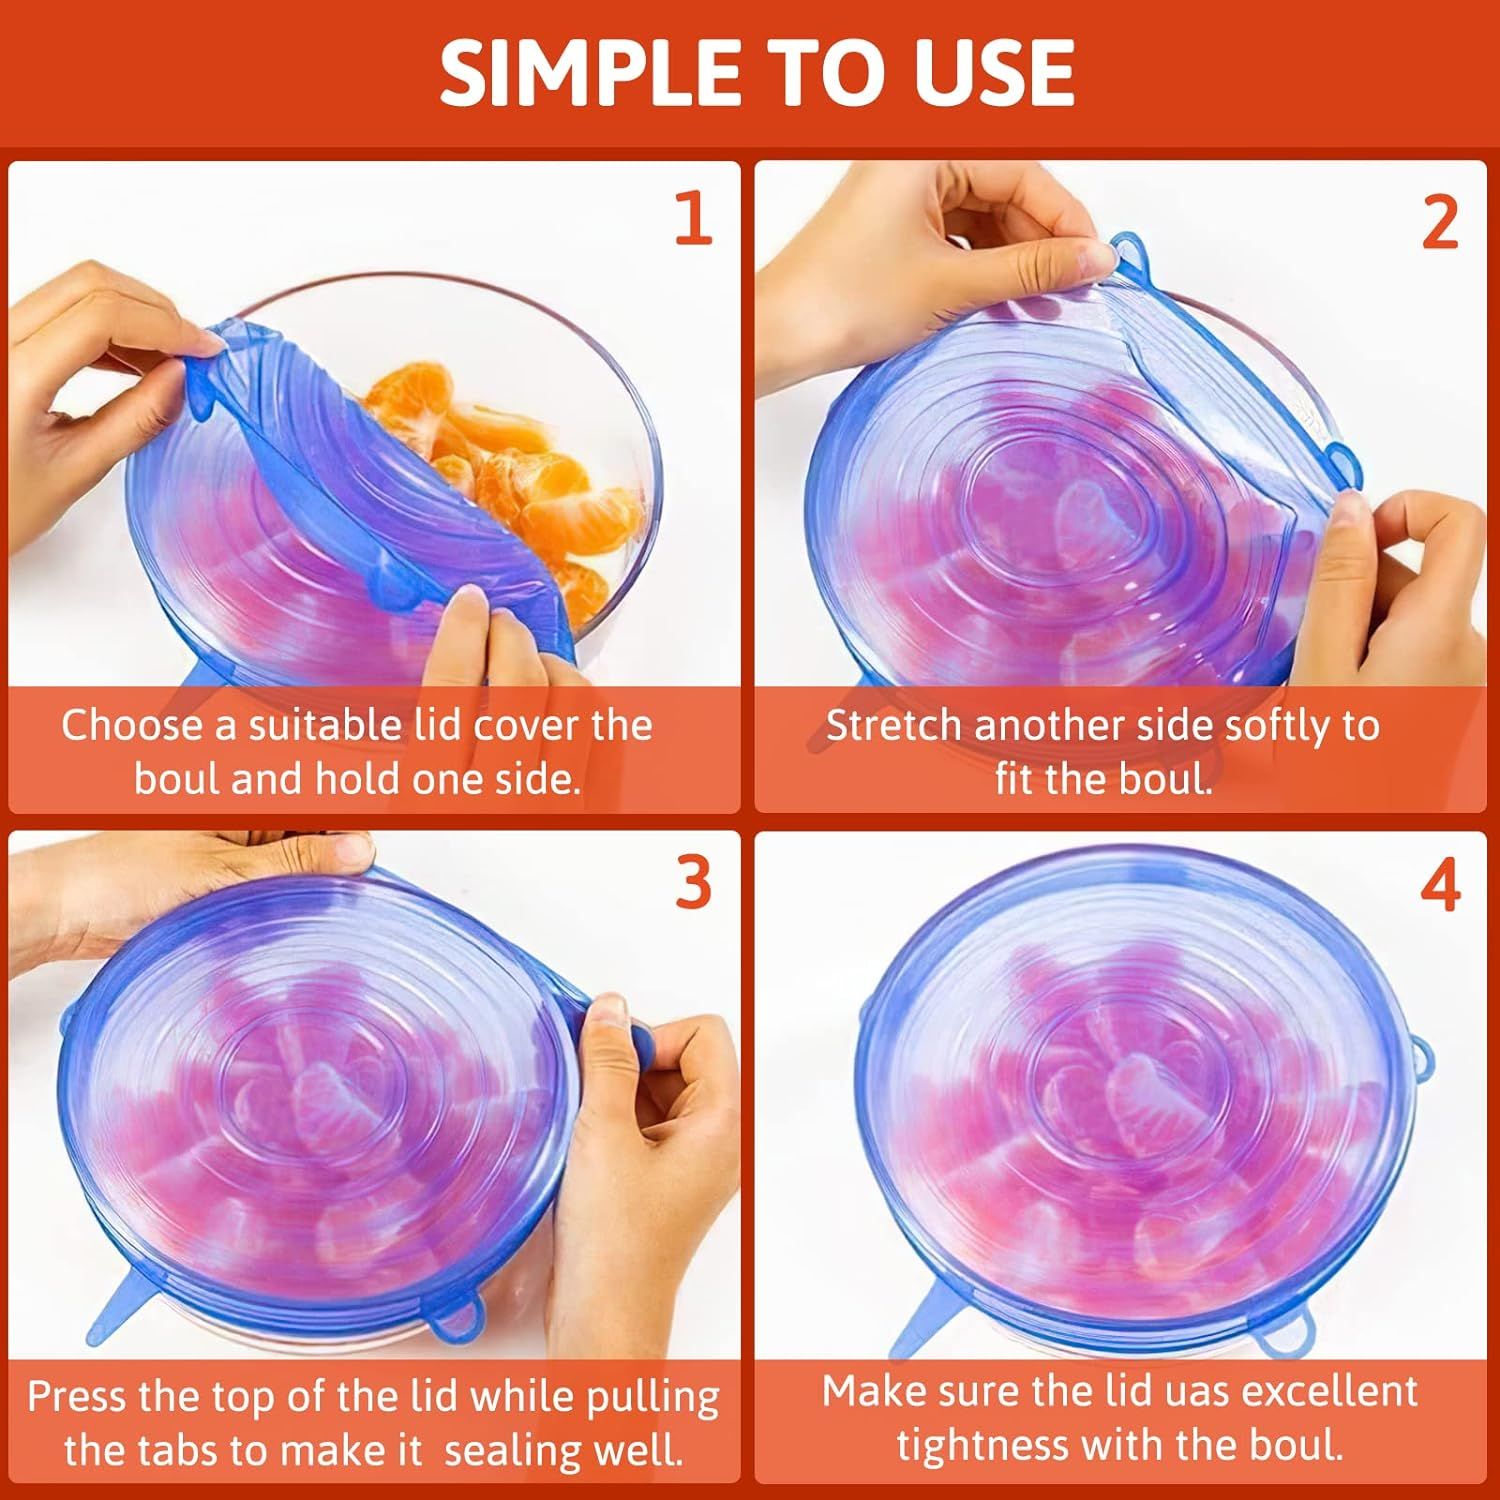 SIMPLE TO USE
1
Choose a suitable lid cover the
boul and hold one side.
2
Stretch another side softly to
fit the boul.
3
Press the top of the lid while pulling
the tabs to make it sealing well.
4
Make sure the lid uas excellent
tightness with the boul.